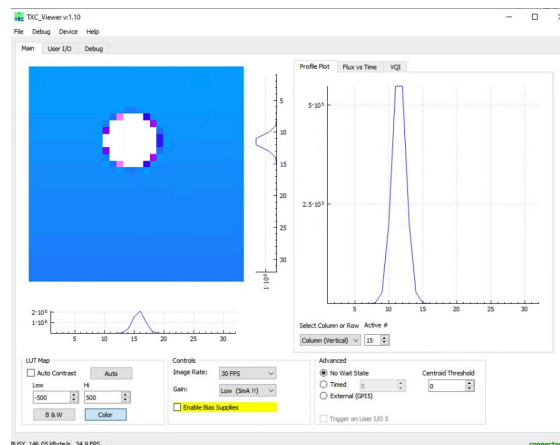 TXC_Viewer v:1.10
File Debug Device Help
Main User I/O Debug
Profile Plot Flux vs Time VQI
5
10
15
20
25
30
1·10⁶
2·10⁶
1·10⁶
5 10 15 20 25 30
5·10⁵
2.5·10⁵
5 10 15 20 25 30
Select Column or Row Active #
Column (Vertical) 15
LUT Map
Auto Contrast Auto
Low Hi
-500 500
B & W Color
Controls
Image Rate: 30 FPS
Gain: Low (5mA !!)
Enable Bias Supplies
Advanced
No Wait State Centroid Threshold
Timed 0 0
External (GPI5)
Trigger on User I/O 5
BUSY 146.05 kByte/s 34.9 FPS
connected